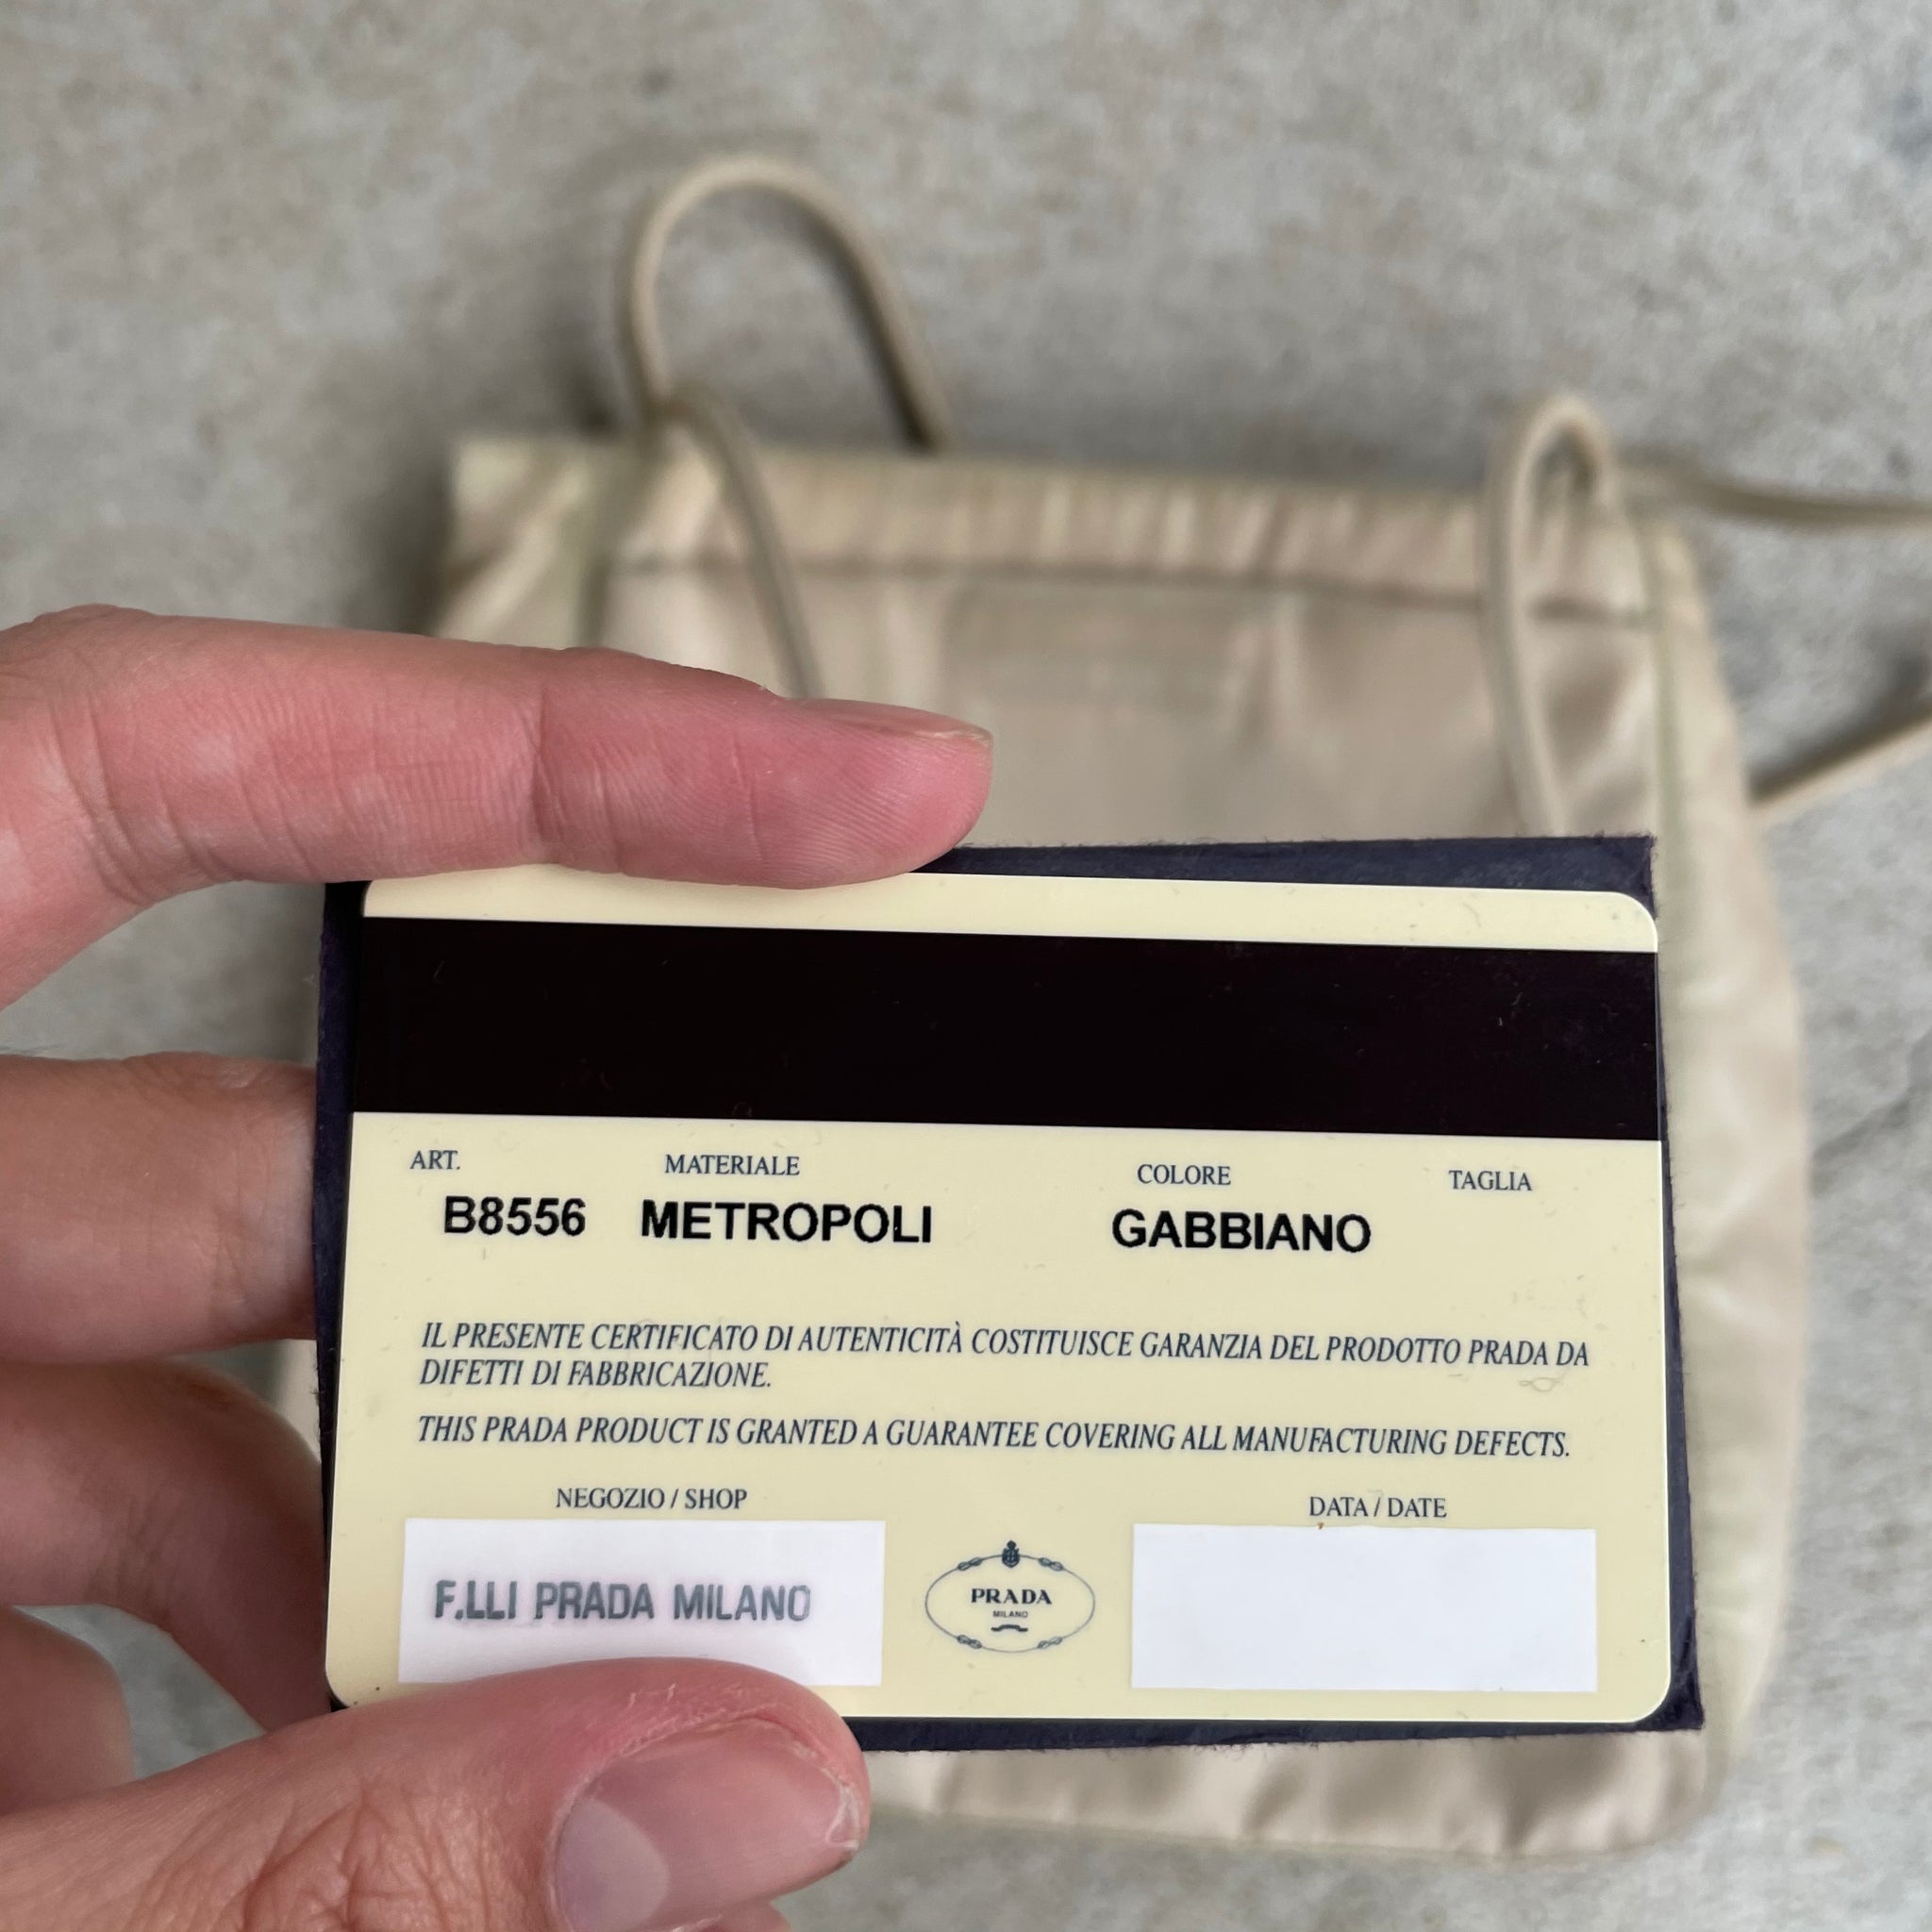 ART. MATERIALE COLORE TAGLIA
B8556 METROPOLI GABBIANO
IL PRESENTE CERTIFICATO DI AUTENTICITÀ COSTITUISCE GARANZIA DEL PRODOTTO PRADA DA
DIFETTI DI FABBRICAZIONE.
THIS PRADA PRODUCT IS GRANTED A GUARANTEE COVERING ALL MANUFACTURING DEFECTS.
NEGOZIO / SHOP DATA / DATE
F.LLI PRADA MILANO
PRADA
MILANO